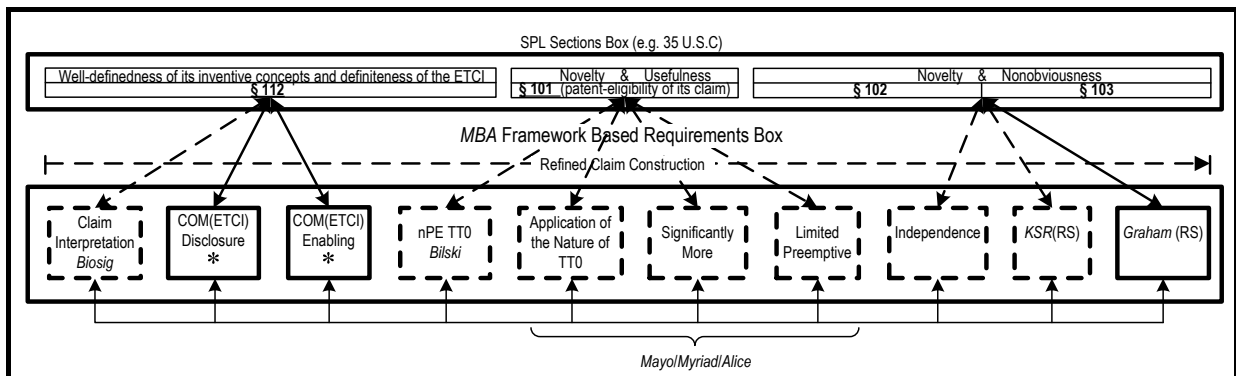 SPL Sections Box (e.g. 35 U.S.C)
Well-definedness of its inventive concepts and definiteness of the ETCI
§ 112
Novelty & Usefulness
§ 101 (patent-eligibility of its claim)
Novelty & Nonobviousness
§ 102 § 103
MBA Framework Based Requirements Box
Refined Claim Construction
Claim
Interpretation
Biosig
COM(ETCI)
Disclosure
*
COM(ETCI)
Enabling
*
nPE TT0
Bilski
Application of
the Nature of
TT0
Significantly
More
Limited
Preemptive
Independence
KSR(RS)
Graham (RS)
Mayo/Myriad/Alice